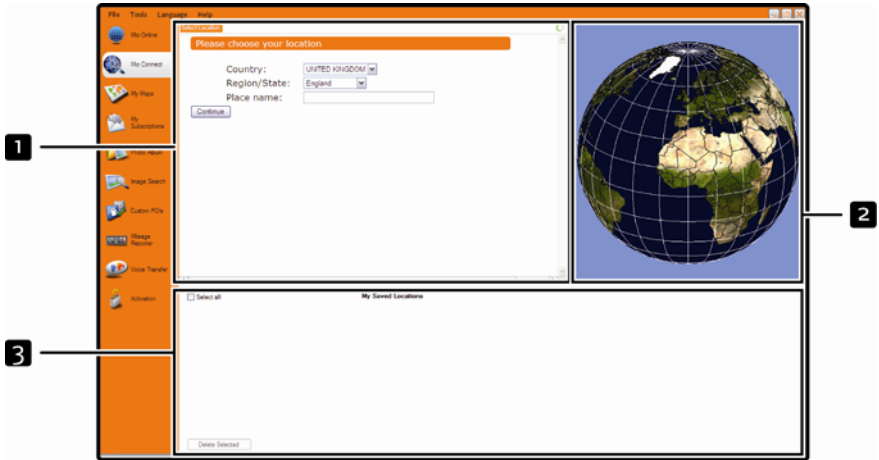 File Tools Language Help
Mio Online
Mio Connect
My Maps
My Subscriptions
Photo Album
Image Search
Custom POIs
Mileage Reporter
Voice Transfer
Activation
Select Location
Please choose your location
Country: UNITED KINGDOM
Region/State: England
Place name:
Continue
1
2
Select all
My Saved Locations
3
Delete Selected